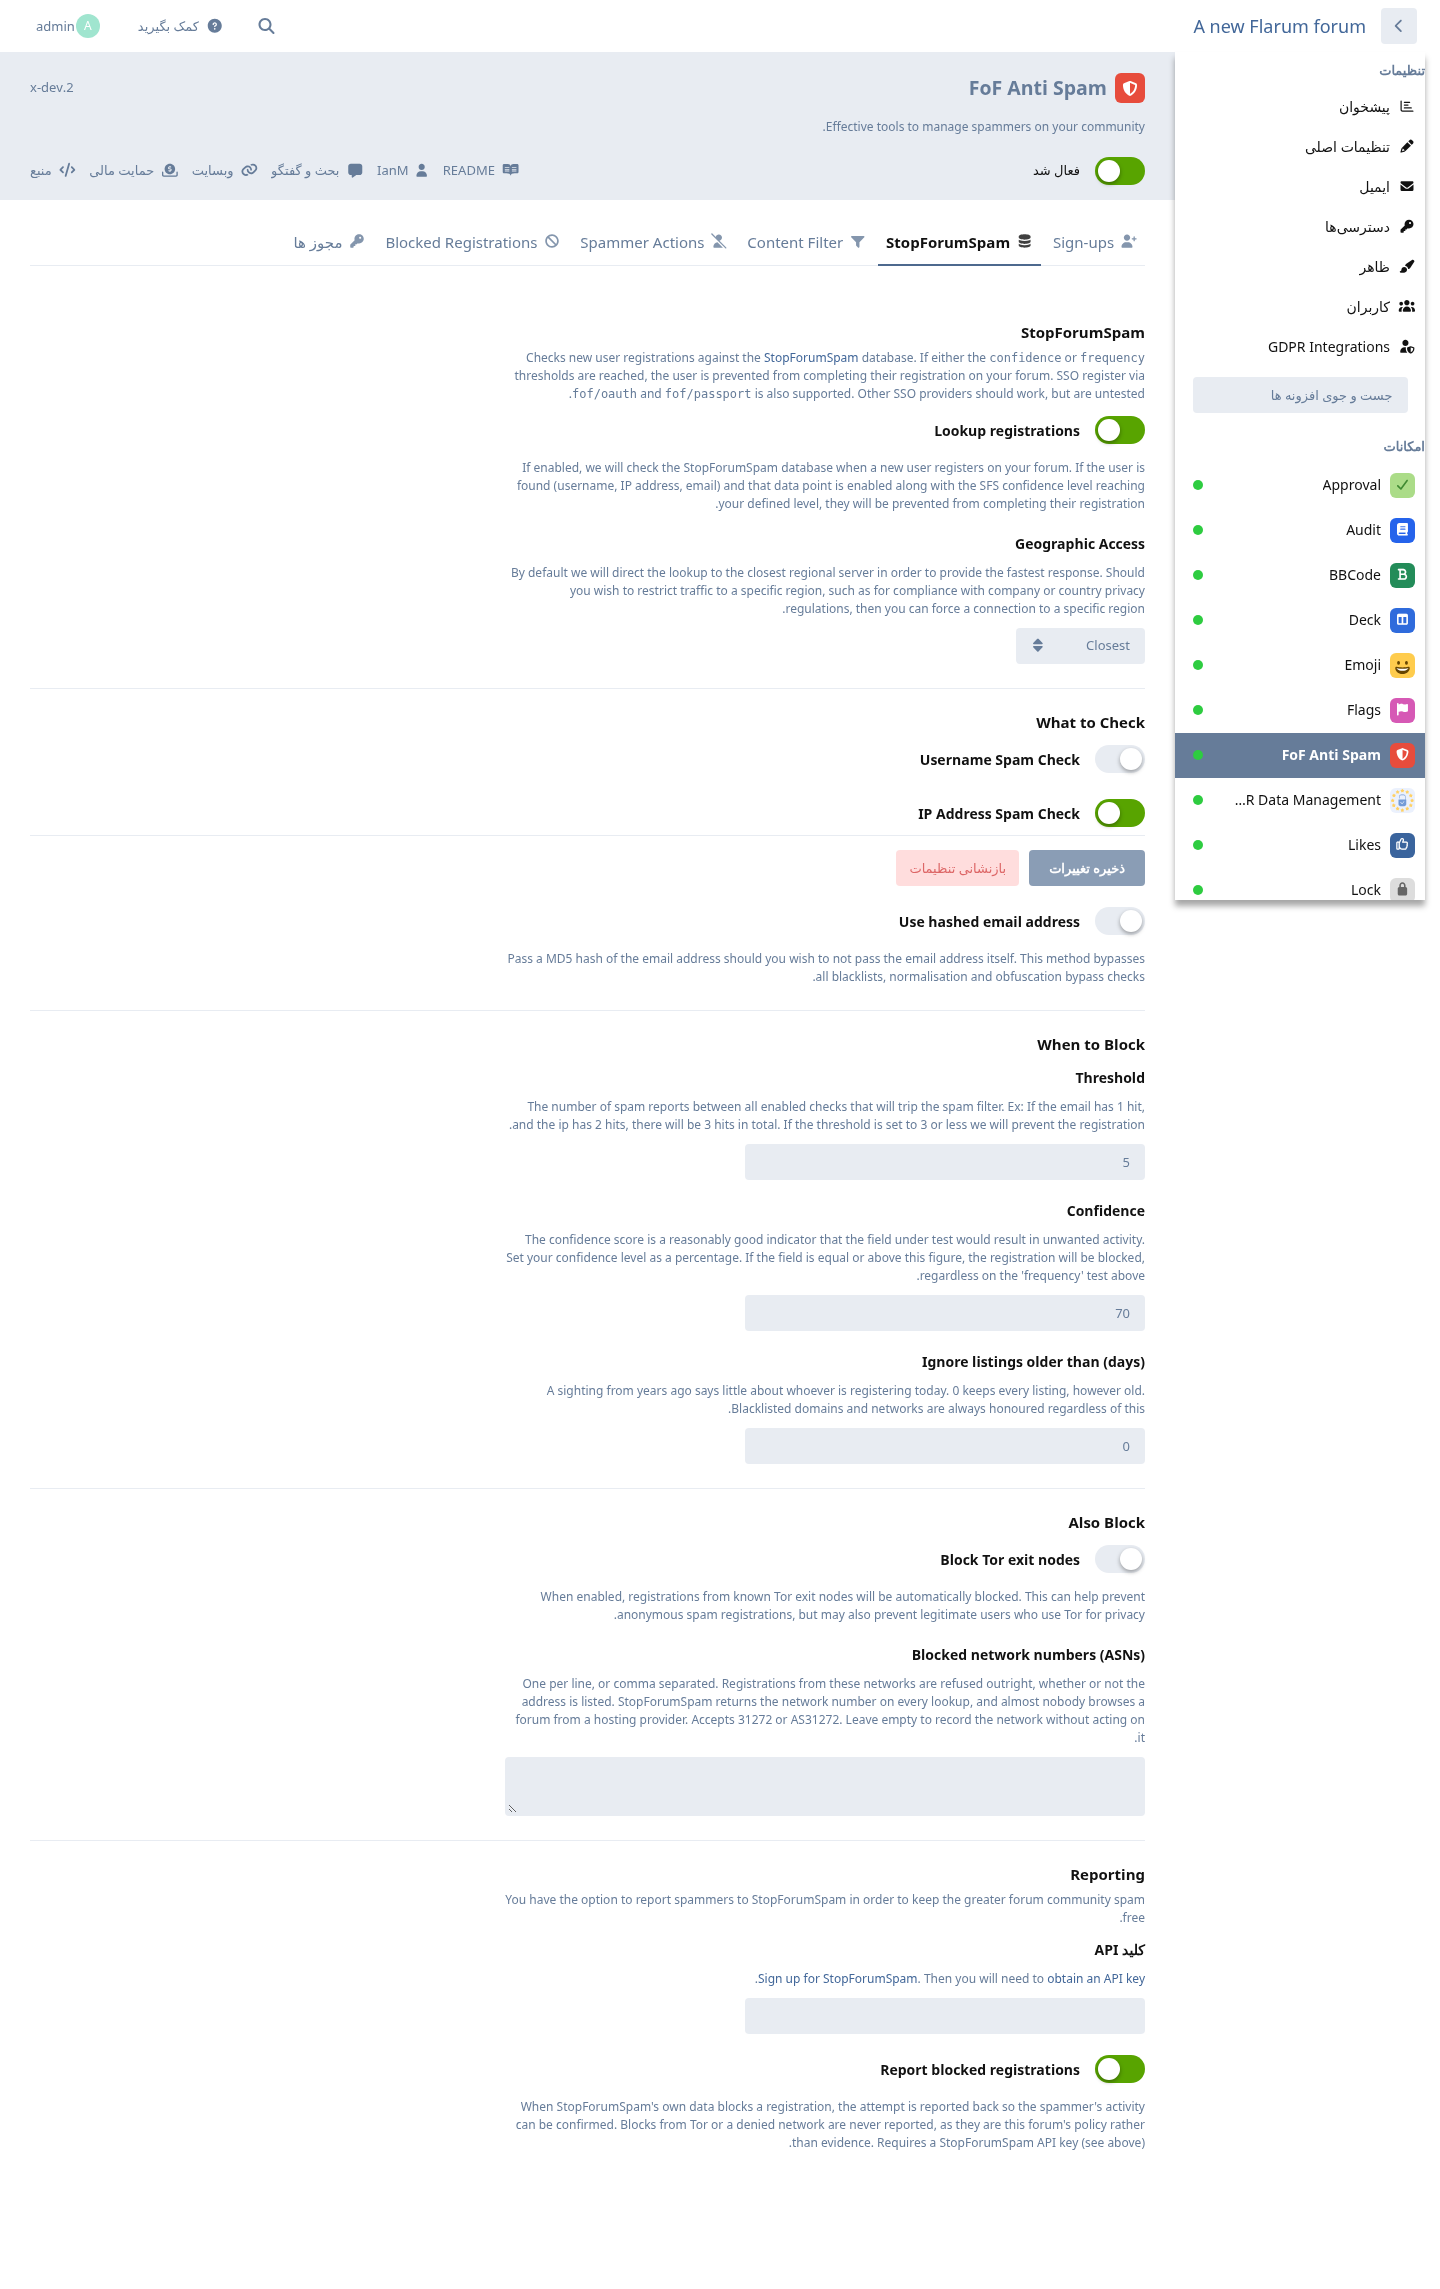 A new Flarum forum
کمک بگیرید
A
admin
تنظیمات
پیشخوان
تنظیمات اصلی
ایمیل
دسترسی‌ها
ظاهر
کاربران
GDPR Integrations
جست و جوی افزونه ها
امکانات
Approval
Audit
BBCode
Deck
Emoji
Flags
FoF Anti Spam
...R Data Management
Likes
Lock
FoF Anti Spam
x-dev.2
.Effective tools to manage spammers on your community
فعال شد
README
IanM
بحث و گفتگو
وبسایت
حمایت مالی
منبع
Sign-ups
StopForumSpam
Content Filter
Spammer Actions
Blocked Registrations
مجوز ها
StopForumSpam
Checks new user registrations against the StopForumSpam database. If either the confidence or frequency
thresholds are reached, the user is prevented from completing their registration on your forum. SSO register via
.fof/oauth and fof/passport is also supported. Other SSO providers should work, but are untested
Lookup registrations
If enabled, we will check the StopForumSpam database when a new user registers on your forum. If the user is
found (username, IP address, email) and that data point is enabled along with the SFS confidence level reaching
.your defined level, they will be prevented from completing their registration
Geographic Access
By default we will direct the lookup to the closest regional server in order to provide the fastest response. Should
you wish to restrict traffic to a specific region, such as for compliance with company or country privacy
.regulations, then you can force a connection to a specific region
Closest
What to Check
Username Spam Check
IP Address Spam Check
ذخیره تغییرات
بازنشانی تنظیمات
Use hashed email address
Pass a MD5 hash of the email address should you wish to not pass the email address itself. This method bypasses
.all blacklists, normalisation and obfuscation bypass checks
When to Block
Threshold
The number of spam reports between all enabled checks that will trip the spam filter. Ex: If the email has 1 hit,
.and the ip has 2 hits, there will be 3 hits in total. If the threshold is set to 3 or less we will prevent the registration
5
Confidence
The confidence score is a reasonably good indicator that the field under test would result in unwanted activity.
Set your confidence level as a percentage. If the field is equal or above this figure, the registration will be blocked,
.regardless on the 'frequency' test above
70
Ignore listings older than (days)
A sighting from years ago says little about whoever is registering today. 0 keeps every listing, however old.
.Blacklisted domains and networks are always honoured regardless of this
0
Also Block
Block Tor exit nodes
When enabled, registrations from known Tor exit nodes will be automatically blocked. This can help prevent
.anonymous spam registrations, but may also prevent legitimate users who use Tor for privacy
Blocked network numbers (ASNs)
One per line, or comma separated. Registrations from these networks are refused outright, whether or not the
address is listed. StopForumSpam returns the network number on every lookup, and almost nobody browses a
forum from a hosting provider. Accepts 31272 or AS31272. Leave empty to record the network without acting on
.it
Reporting
You have the option to report spammers to StopForumSpam in order to keep the greater forum community spam
.free
کلید API
.Sign up for StopForumSpam. Then you will need to obtain an API key
Report blocked registrations
When StopForumSpam's own data blocks a registration, the attempt is reported back so the spammer's activity
can be confirmed. Blocks from Tor or a denied network are never reported, as they are this forum's policy rather
.than evidence. Requires a StopForumSpam API key (see above)